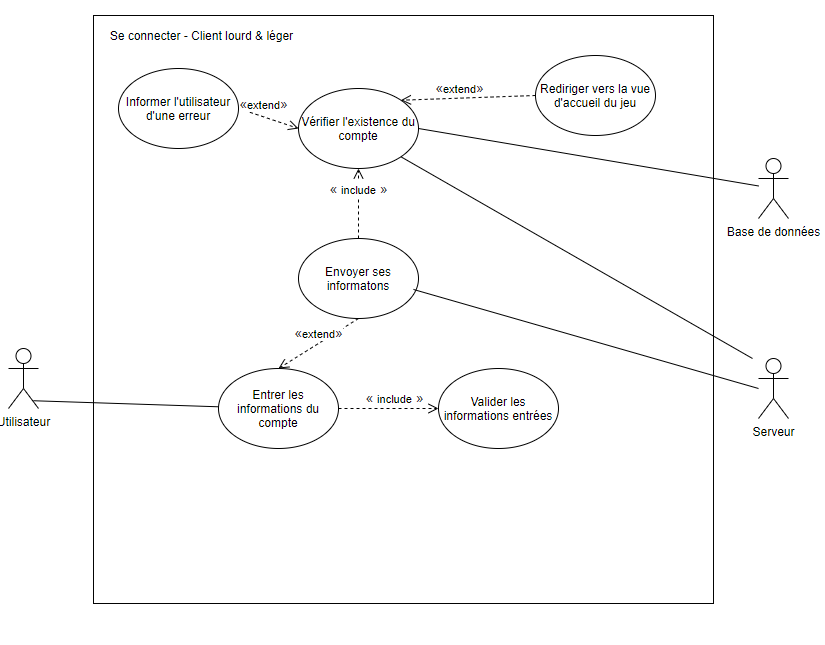 Se connecter - Client lourd & léger
Informer l'utilisateur
d'une erreur
«extend»
Vérifier l'existence du
compte
«extend»
Rediriger vers la vue
d'accueil du jeu
« include »
Base de données
Envoyer ses
informatons
«extend»
Utilisateur
Entrer les
informations du
compte
« include »
Valider les
informations entrées
Serveur